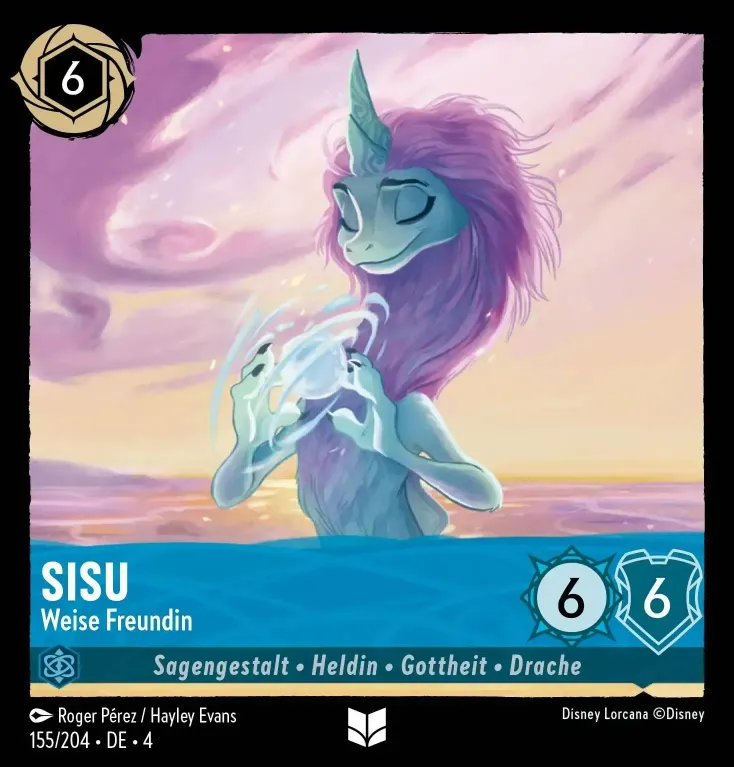 6
SISU
Weise Freundin
6 6
Sagengestalt • Heldin • Gottheit • Drache
Roger Pérez / Hayley Evans
Disney Lorcana ©Disney
155/204 • DE • 4